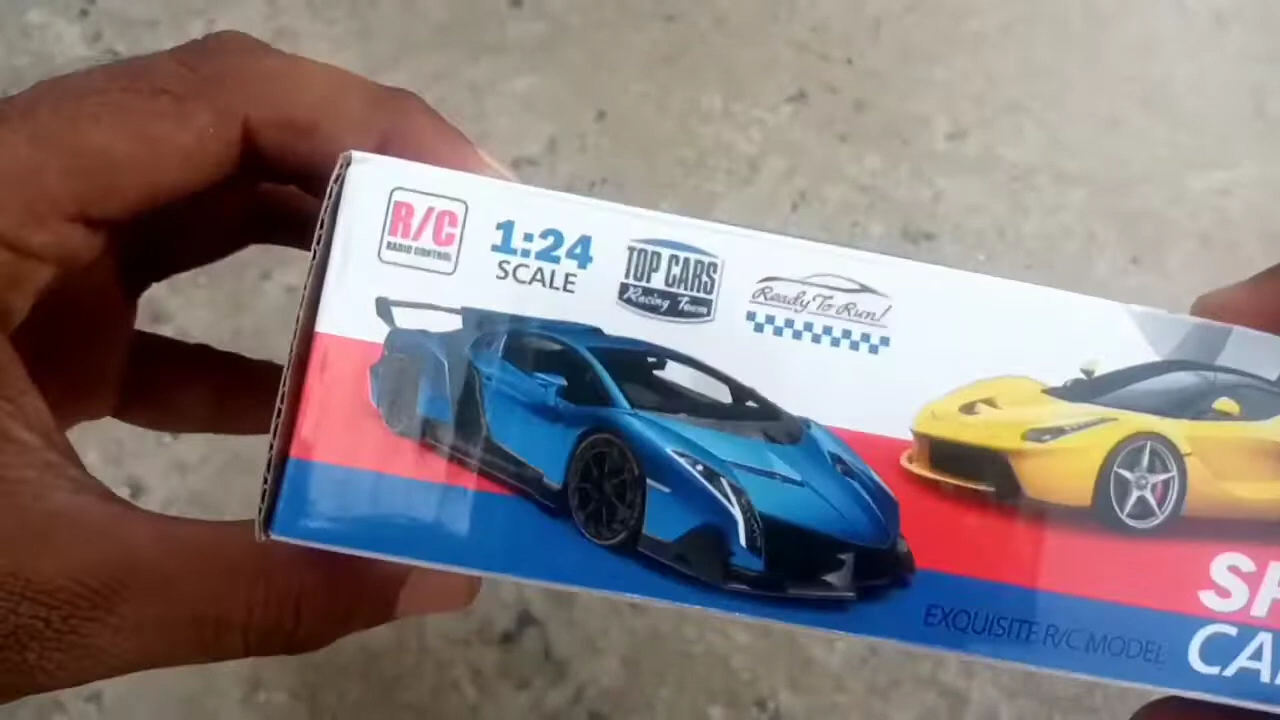 R/C
RADIO CONTROL
1:24
SCALE
TOP CARS
Racing Team
Ready To Run!
EXQUISITE R/C MODEL